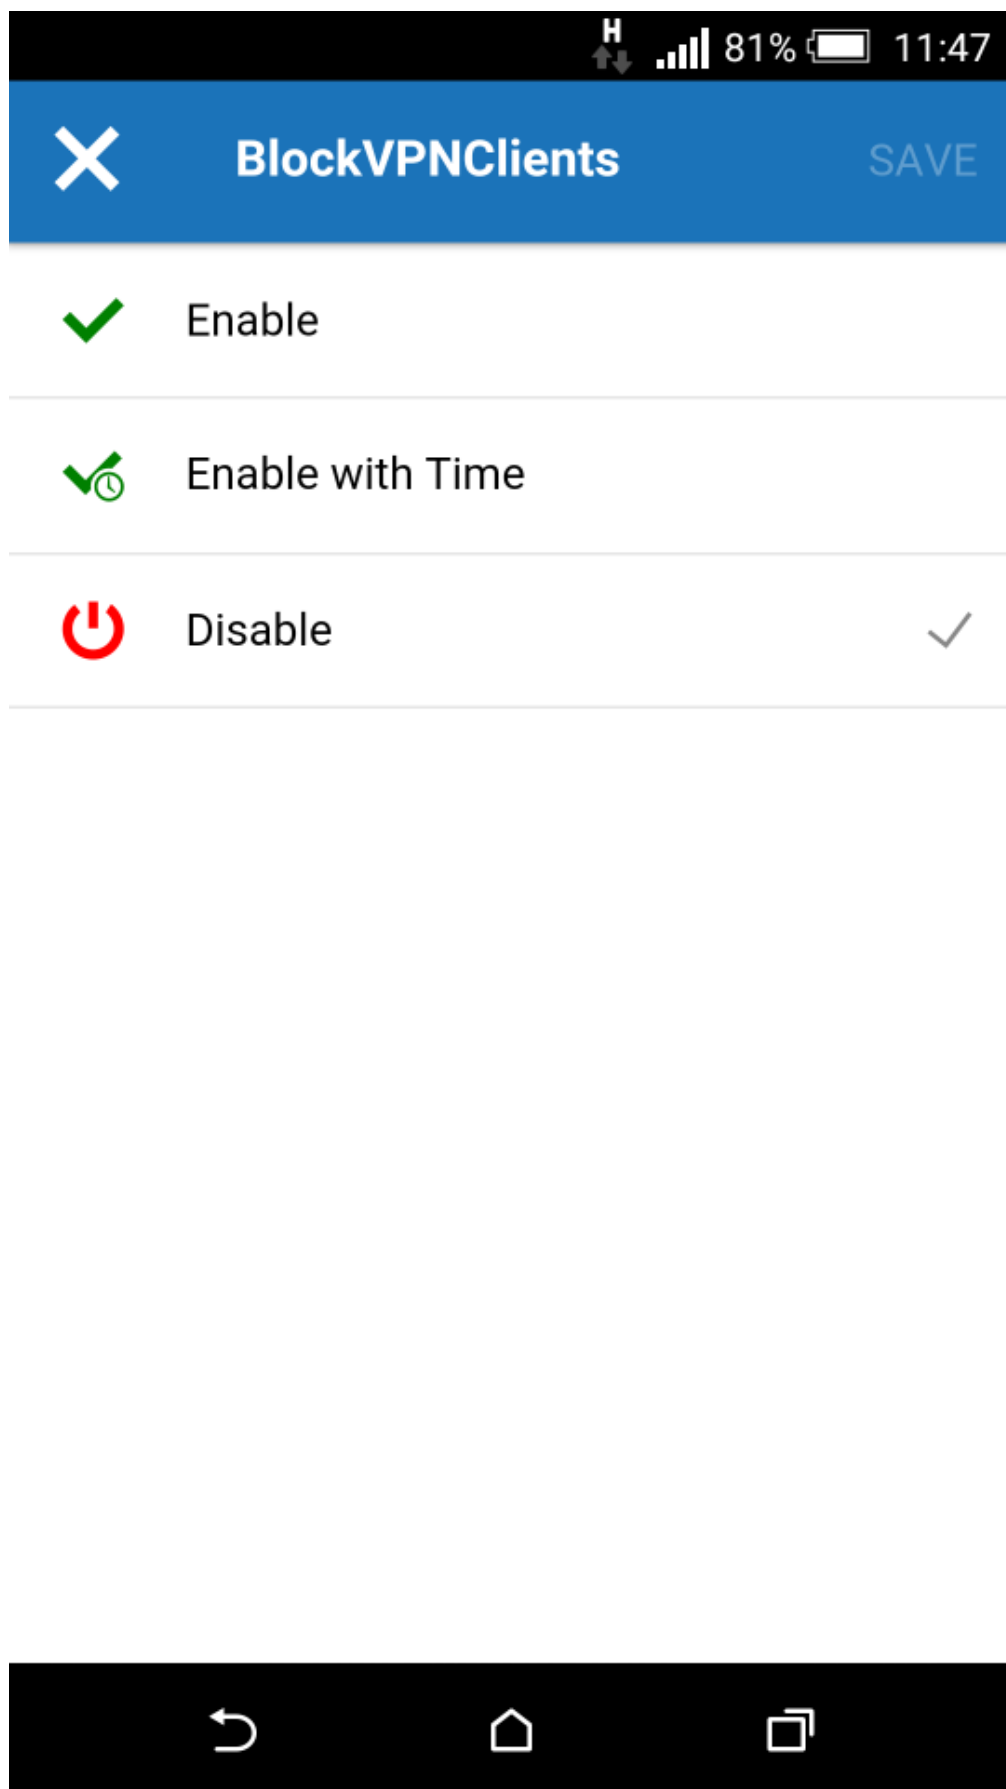 H 81% 11:47
BlockVPNClients SAVE
Enable
Enable with Time
Disable